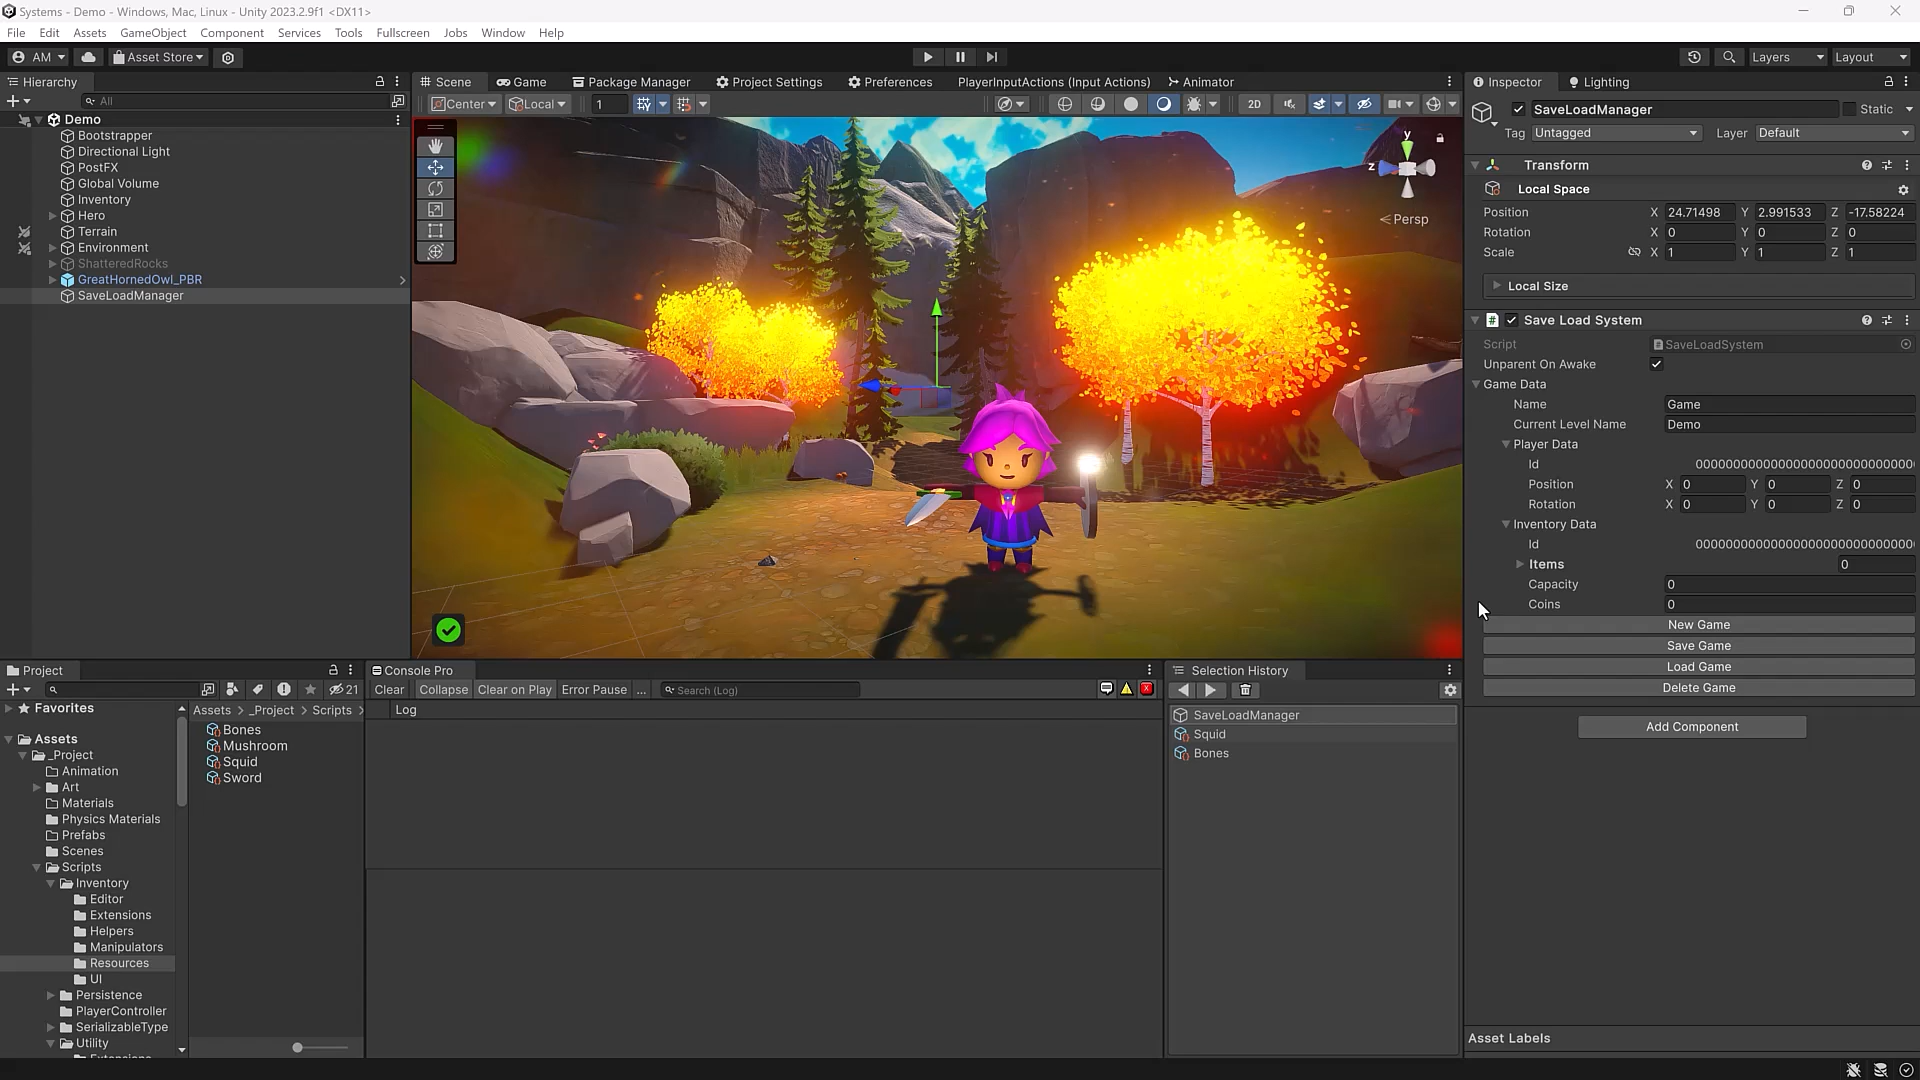 Systems - Demo - Windows, Mac, Linux - Unity 2023.2.9f1 <DX11>
File Edit Assets GameObject Component Services Tools Fullscreen Jobs Window Help
AM Asset Store Layers Layout
Hierarchy
All
Demo
Bootstrapper
Directional Light
PostFX
Global Volume
Inventory
Hero
Terrain
Environment
ShatteredRocks
GreatHornedOwl_PBR
SaveLoadManager
Scene Game Package Manager Project Settings Preferences PlayerInputActions (Input Actions) Animator
Center Local 1 2D
y
z
Persp
Inspector Lighting
SaveLoadManager Static
Tag Untagged Layer Default
Transform
Local Space
Position X 24.71498 Y 2.991533 Z -17.58224
Rotation X 0 Y 0 Z 0
Scale X 1 Y 1 Z 1
Local Size
# Save Load System
Script SaveLoadSystem
Unparent On Awake
Game Data
Name Game
Current Level Name Demo
Player Data
Id 00000000000000000000000000000
Position X 0 Y 0 Z 0
Rotation X 0 Y 0 Z 0
Inventory Data
Id 00000000000000000000000000000
Items 0
Capacity 0
Coins 0
New Game
Save Game
Load Game
Delete Game
Add Component
Asset Labels
Project
21
Favorites
Assets
_Project
Animation
Art
Materials
Physics Materials
Prefabs
Scenes
Scripts
Inventory
Editor
Extensions
Helpers
Manipulators
Resources
UI
Persistence
PlayerController
SerializableType
Utility
Assets > _Project > Scripts >
Bones
Mushroom
Squid
Sword
Console Pro
Clear Collapse Clear on Play Error Pause ... Search (Log)
Log
Selection History
SaveLoadManager
Squid
Bones